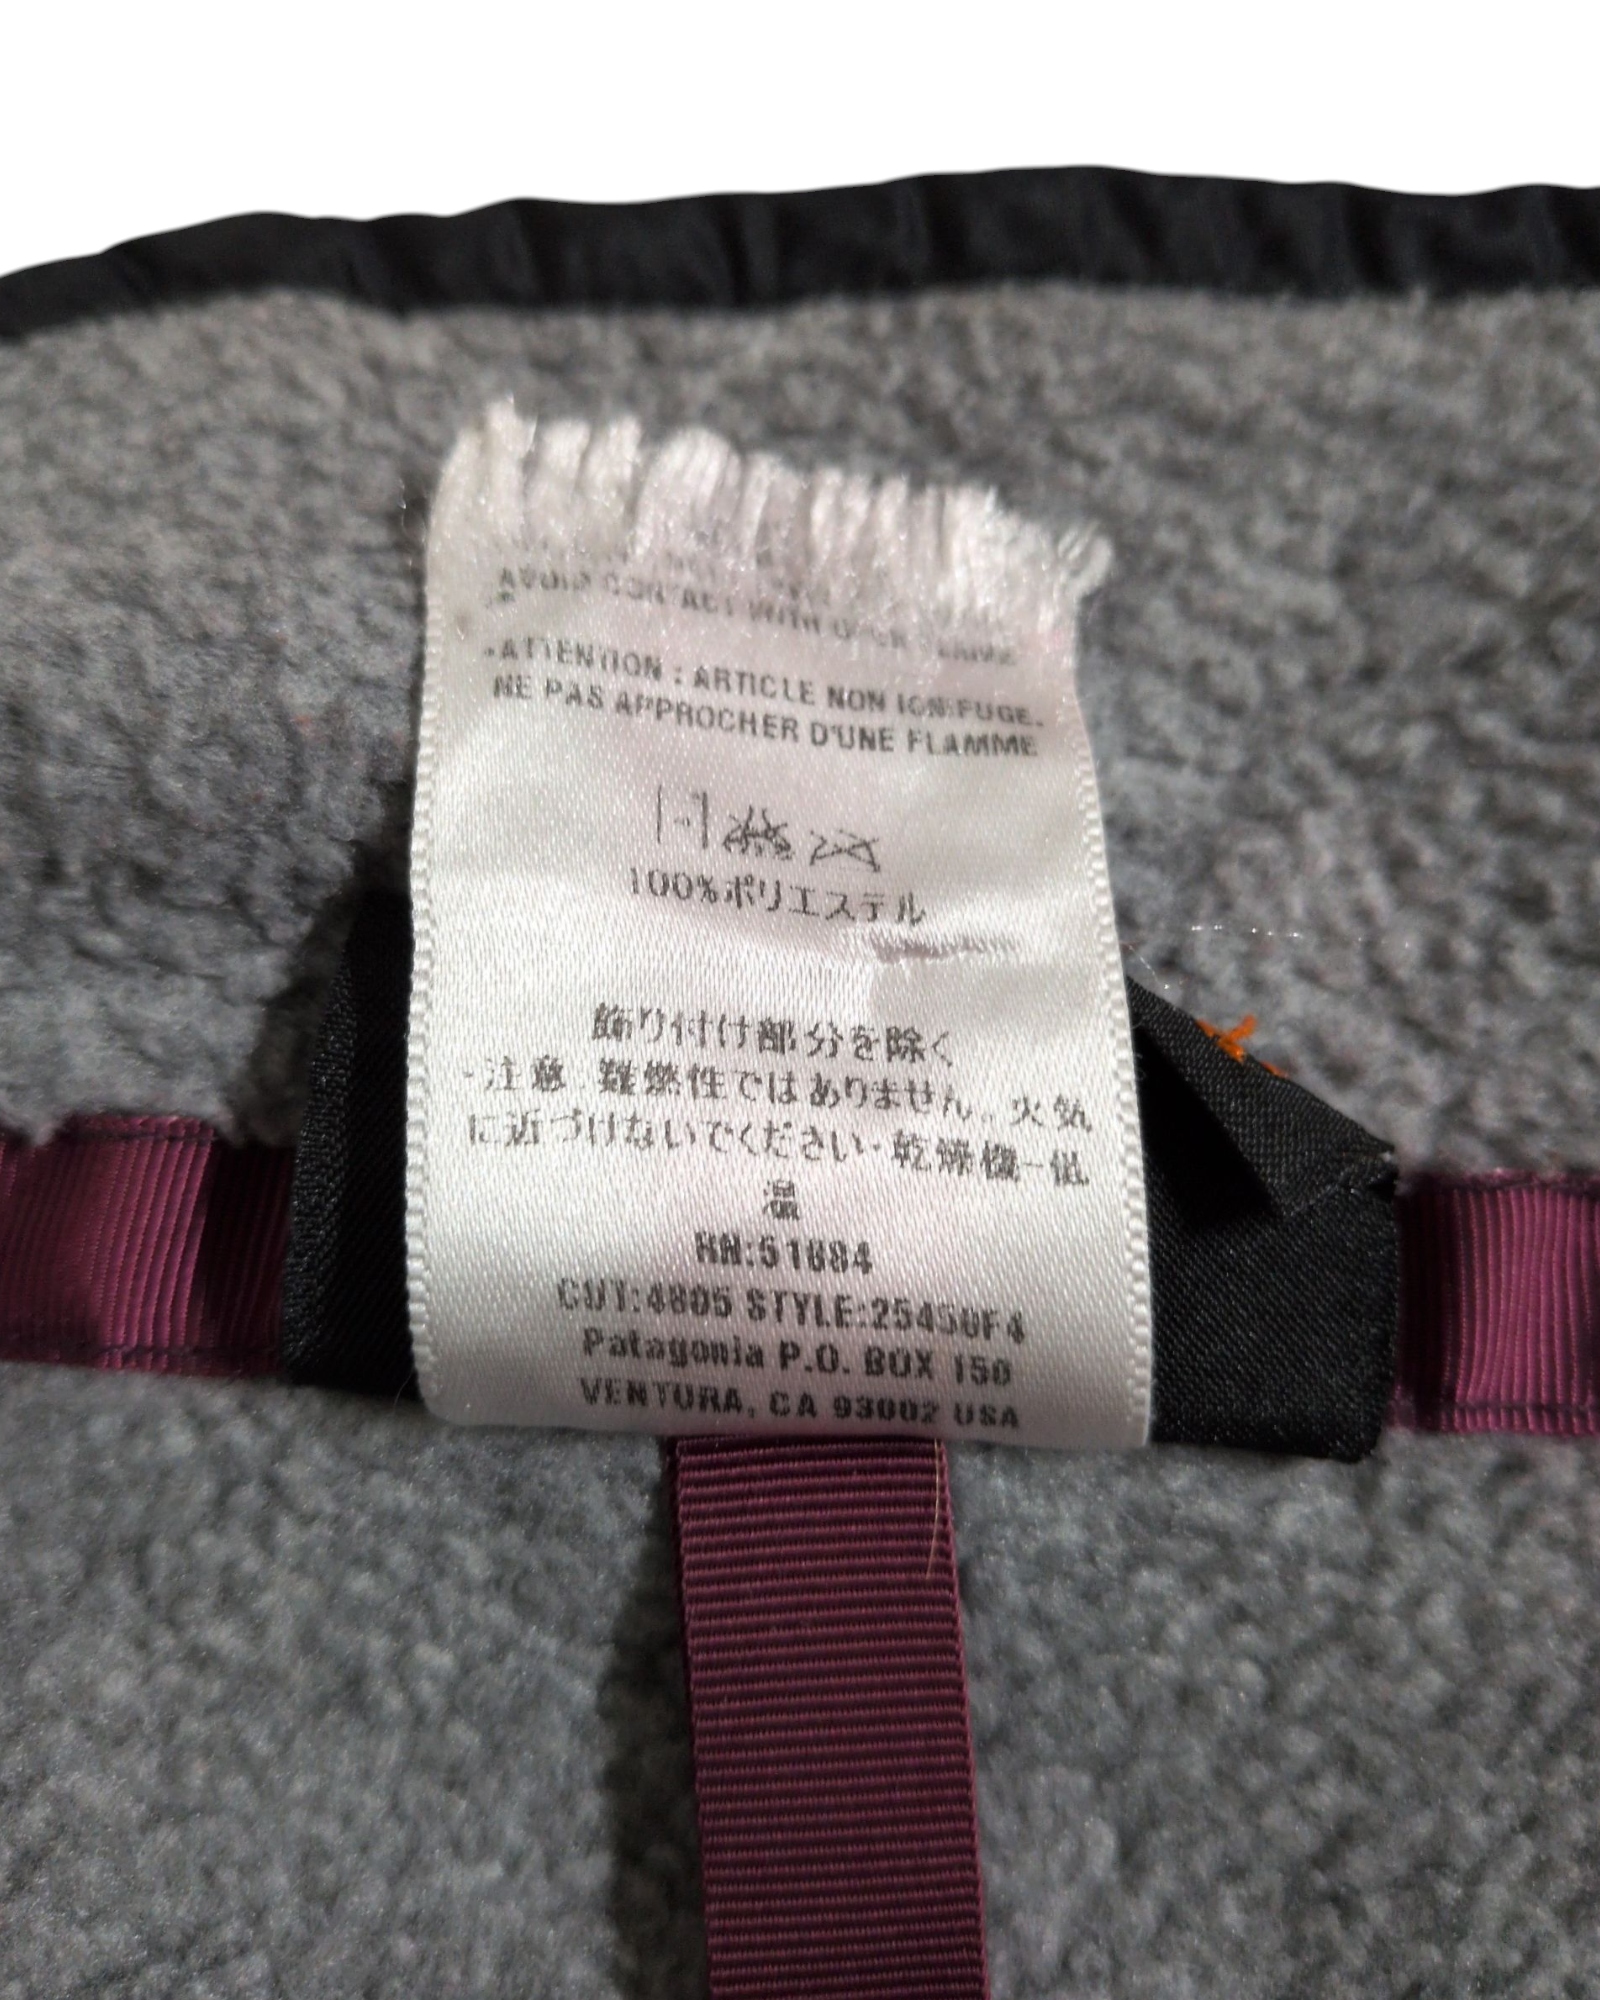 AVOID CONTACT WITH OPEN FLAME
-ATTENTION : ARTICLE NON IGNIFUGE.
NE PAS APPROCHER D'UNE FLAMME
100%ポリエステル
飾り付け部分を除く
-注意 難燃性ではありません。火気
に近づけないでください・乾燥機-低
温
RN:51884
CUT:4805 STYLE:25450F4
Patagonia P.O. BOX 150
VENTURA, CA 93002 USA